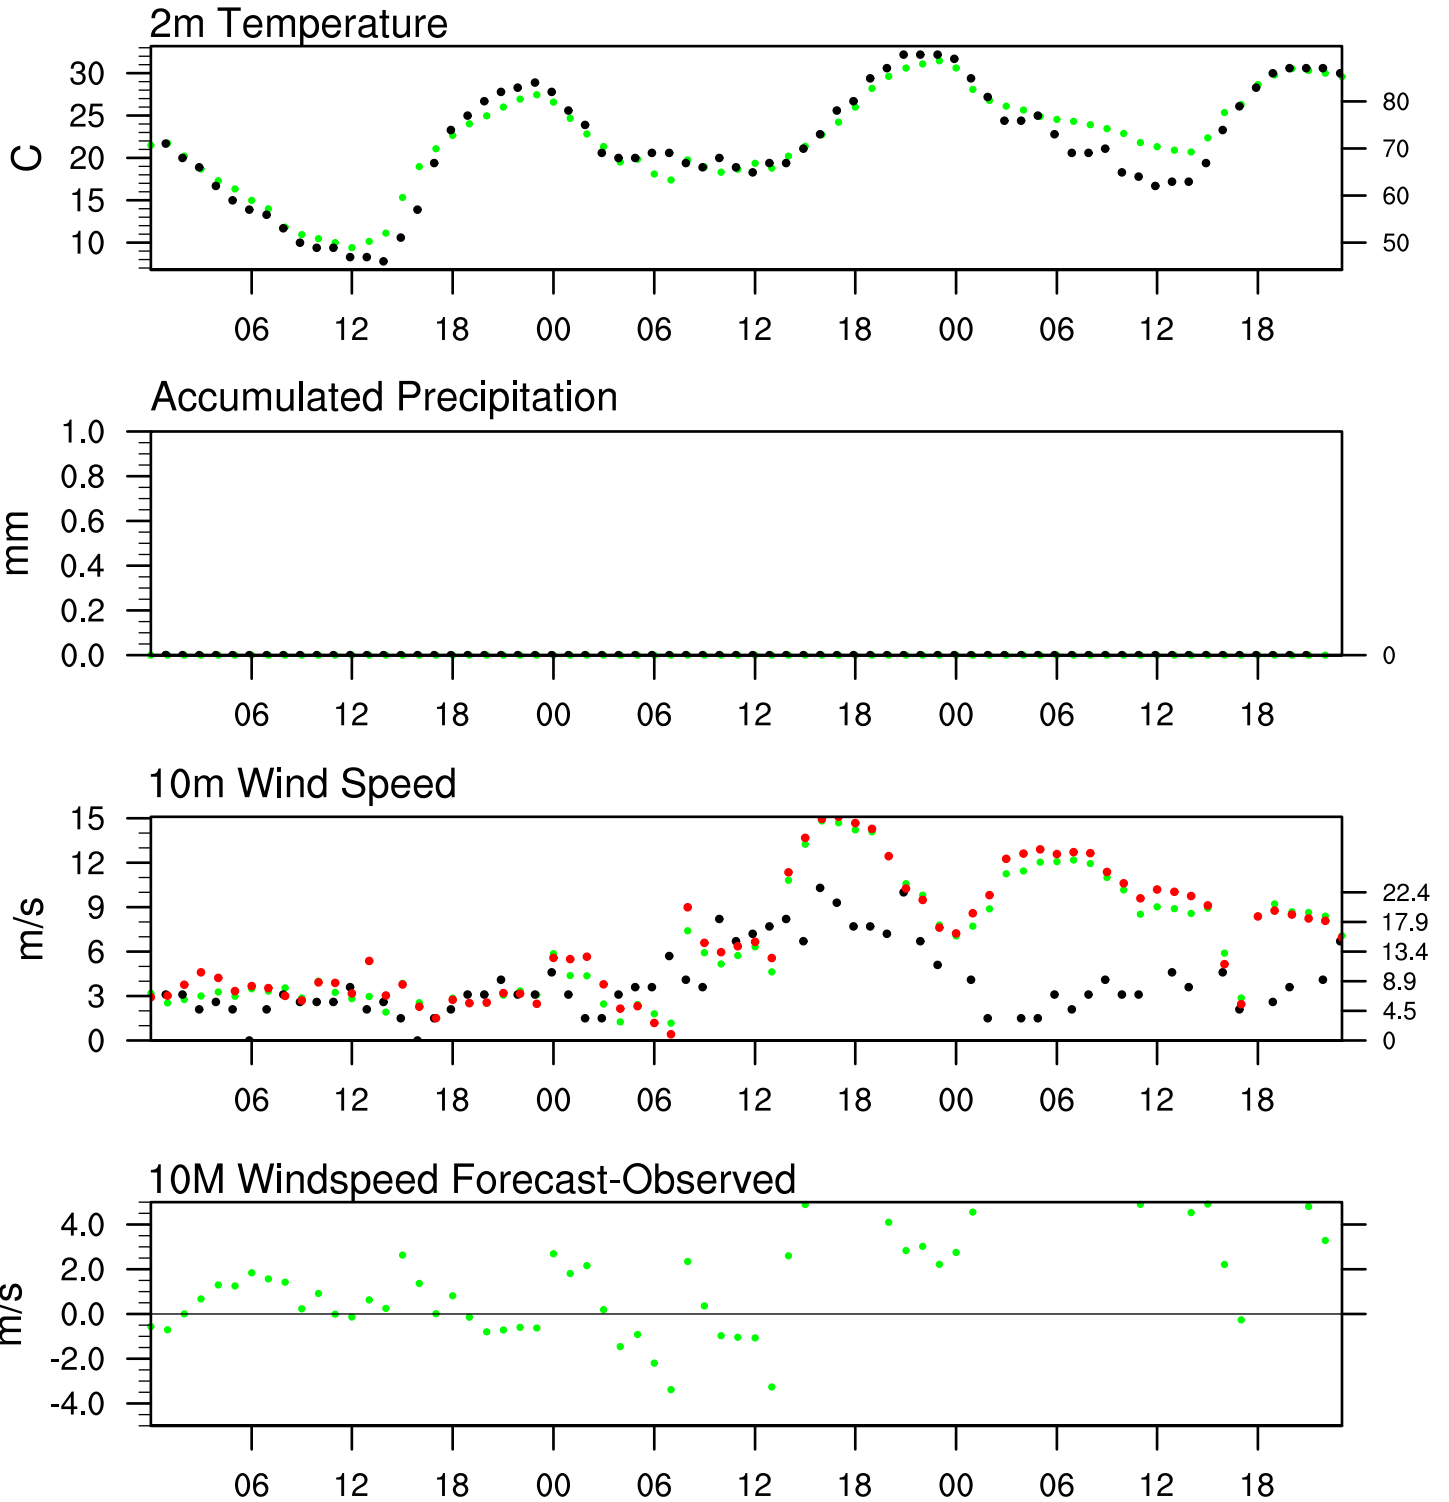 2m Temperature
30
25
20
15
10
C
80
70
60
50
06 12 18 00 06 12 18 00 06 12 18
Accumulated Precipitation
1.0
0.8
0.6
0.4
0.2
0.0
mm
0
06 12 18 00 06 12 18 00 06 12 18
10m Wind Speed
15
12
9
6
3
0
m/s
22.4
17.9
13.4
8.9
4.5
0
06 12 18 00 06 12 18 00 06 12 18
10M Windspeed Forecast-Observed
4.0
2.0
0.0
-2.0
-4.0
m/s
06 12 18 00 06 12 18 00 06 12 18